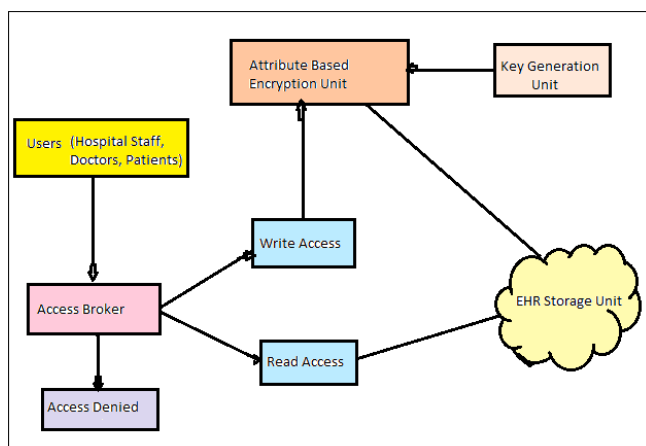 Attribute Based
Encryption Unit
Key Generation
Unit
Users (Hospital Staff,
Doctors, Patients)
Write Access
Access Broker
EHR Storage Unit
Read Access
Access Denied